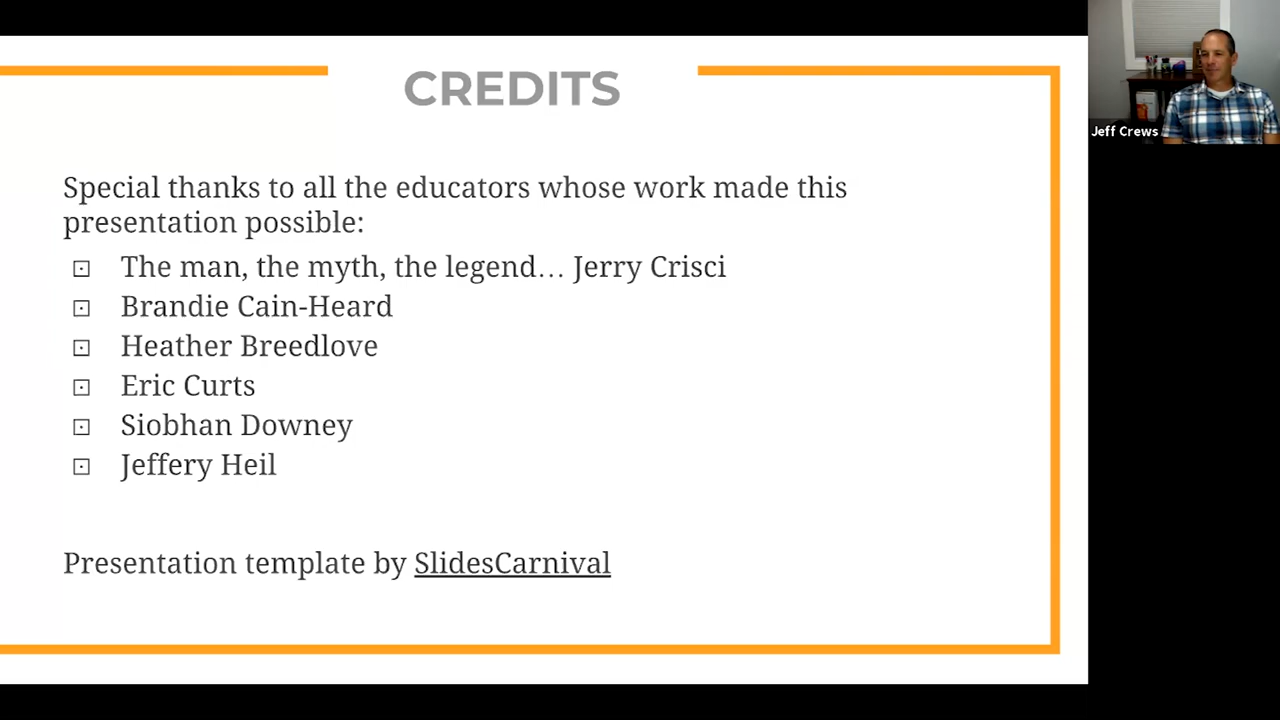 CREDITS
Special thanks to all the educators whose work made this
presentation possible:
The man, the myth, the legend… Jerry Crisci
Brandie Cain-Heard
Heather Breedlove
Eric Curts
Siobhan Downey
Jeffery Heil
Presentation template by SlidesCarnival
Jeff Crews